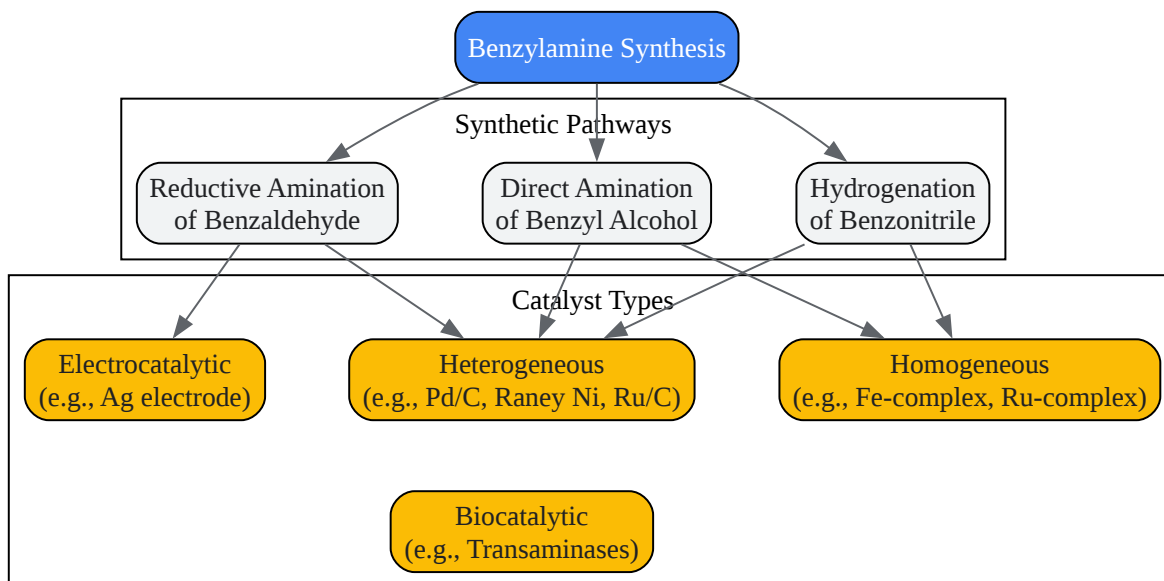 Benzylamine Synthesis
Synthetic Pathways
Reductive Amination
of Benzaldehyde
Direct Amination
of Benzyl Alcohol
Hydrogenation
of Benzonitrile
Catalyst Types
Electrocatalytic
(e.g., Ag electrode)
Heterogeneous
(e.g., Pd/C, Raney Ni, Ru/C)
Homogeneous
(e.g., Fe-complex, Ru-complex)
Biocatalytic
(e.g., Transaminases)